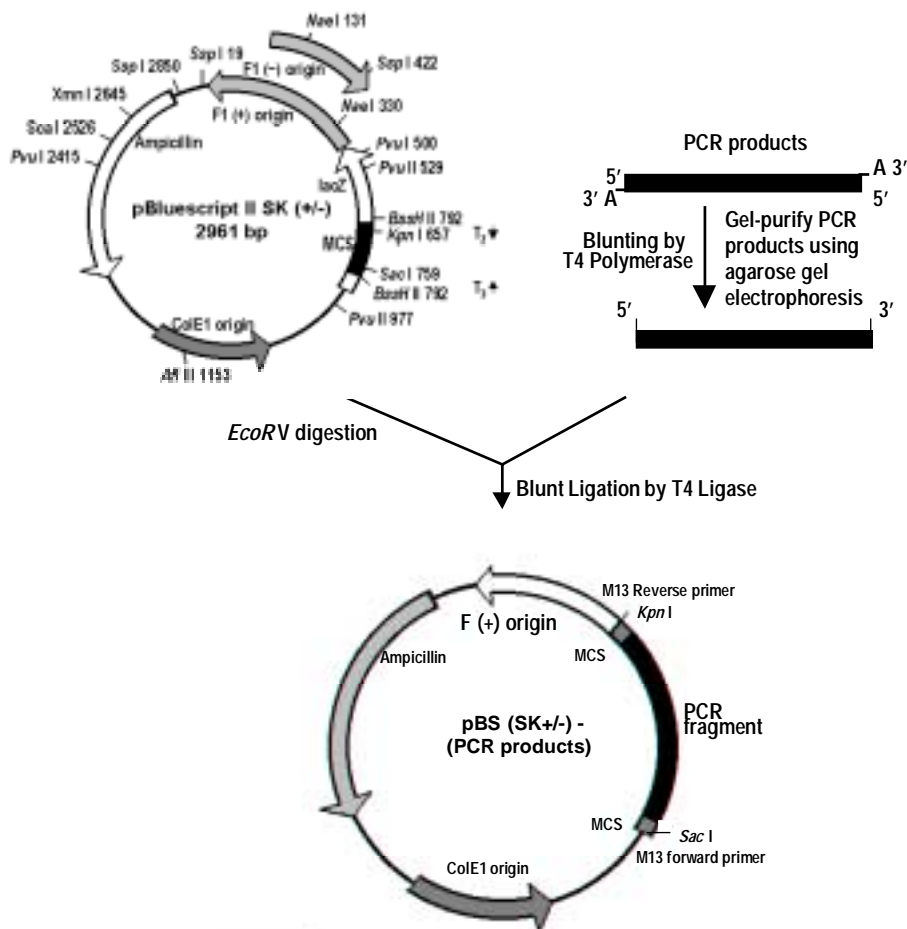 Nae I 131
Ssp I 19
Ssp I 422
F1 (–) origin
Ssp I 2850
Nae I 330
Xmn I 2645
F1 (+) origin
Sca I 2526
Ampicillin
Pvu I 500
Pvu I 2415
Pvu II 529
lacZ
pBluescript II SK (+/-)
2961 bp
BssH II 792
Kpn I 657
MCS
Sac I 759
BssH II 792
Pvu II 977
ColE1 origin
Afl III 1153
PCR products
5′
A 3′
3′ A
5′
Blunting by
T4 Polymerase
Gel-purify PCR
products using
agarose gel
electrophoresis
5′
3′
EcoRV digestion
Blunt Ligation by T4 Ligase
M13 Reverse primer
Kpn I
F (+) origin
MCS
Ampicillin
pBS (SK+/-) -
(PCR products)
PCR
fragment
MCS
Sac I
M13 forward primer
ColE1 origin